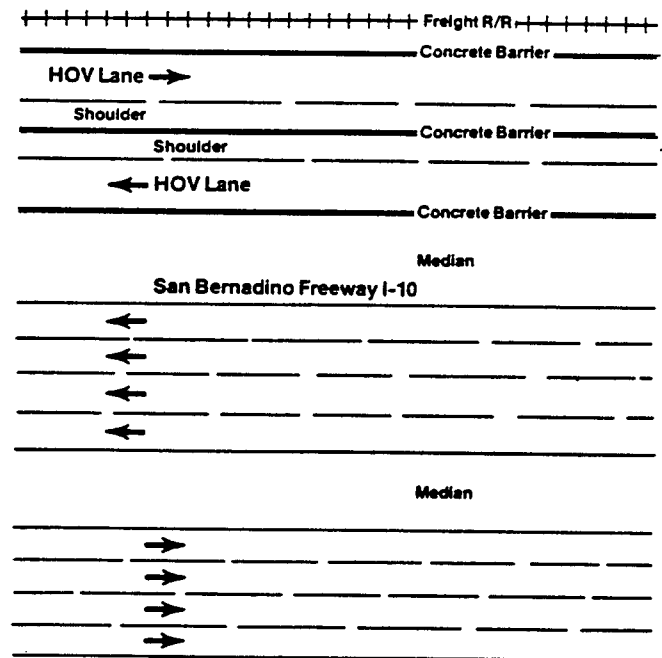 Freight R/R
Concrete Barrier
HOV Lane
Shoulder
Concrete Barrier
Shoulder
HOV Lane
Concrete Barrier
Median
San Bernadino Freeway I-10
Median